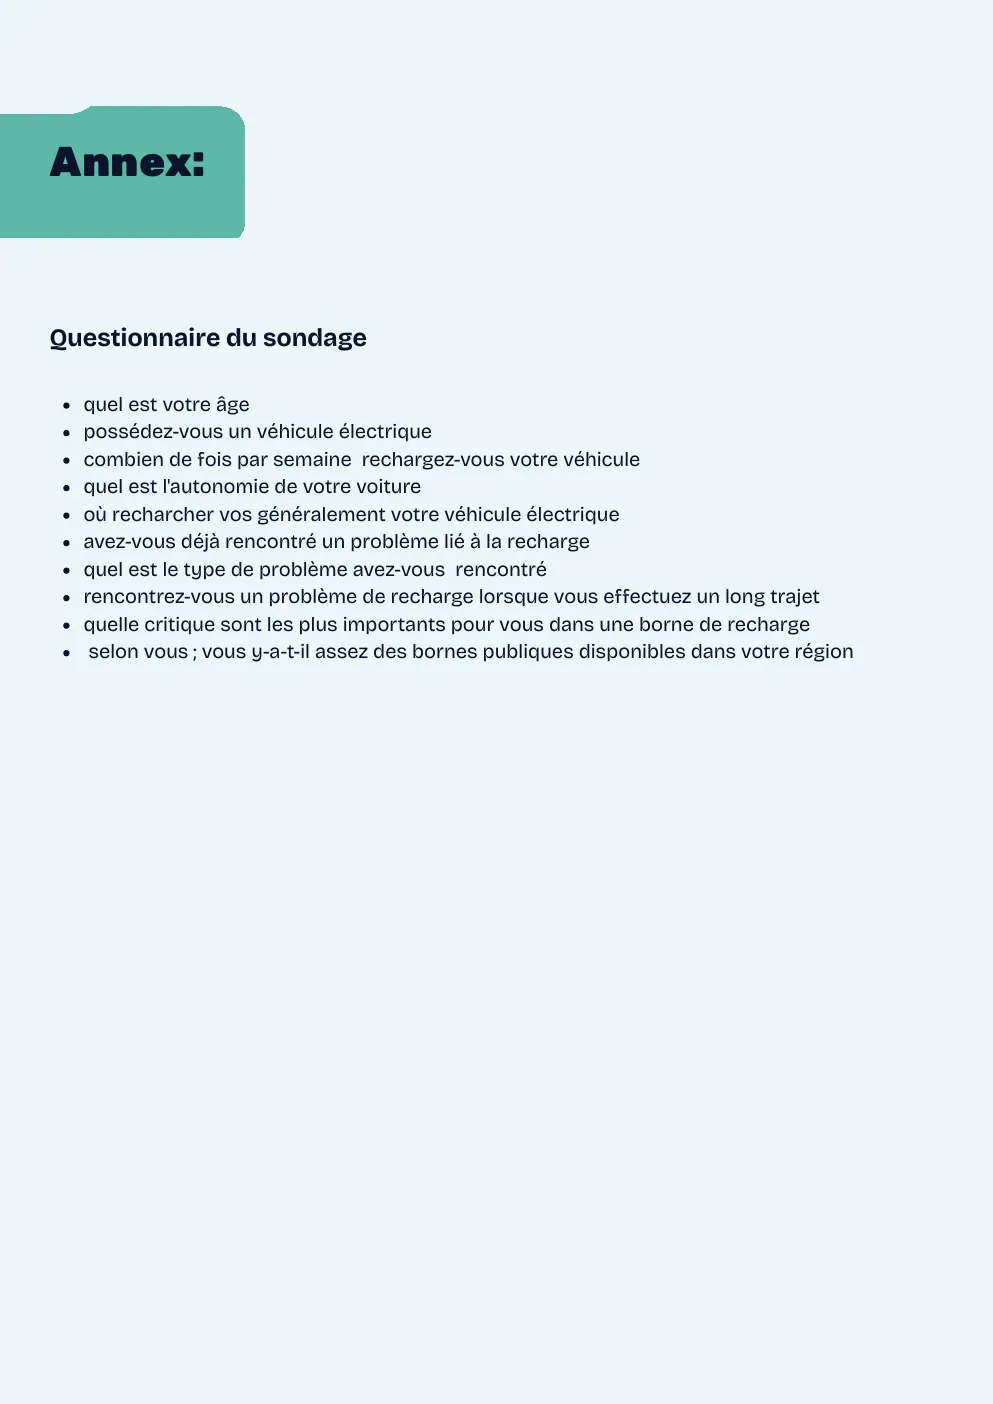 Annex:
Questionnaire du sondage
• quel est votre âge
• possédez-vous un véhicule électrique
• combien de fois par semaine  rechargez-vous votre véhicule
• quel est l'autonomie de votre voiture
• où recharcher vos généralement votre véhicule électrique
• avez-vous déjà rencontré un problème lié à la recharge
• quel est le type de problème avez-vous  rencontré
• rencontrez-vous un problème de recharge lorsque vous effectuez un long trajet
• quelle critique sont les plus importants pour vous dans une borne de recharge
• selon vous ; vous y-a-t-il assez des bornes publiques disponibles dans votre région